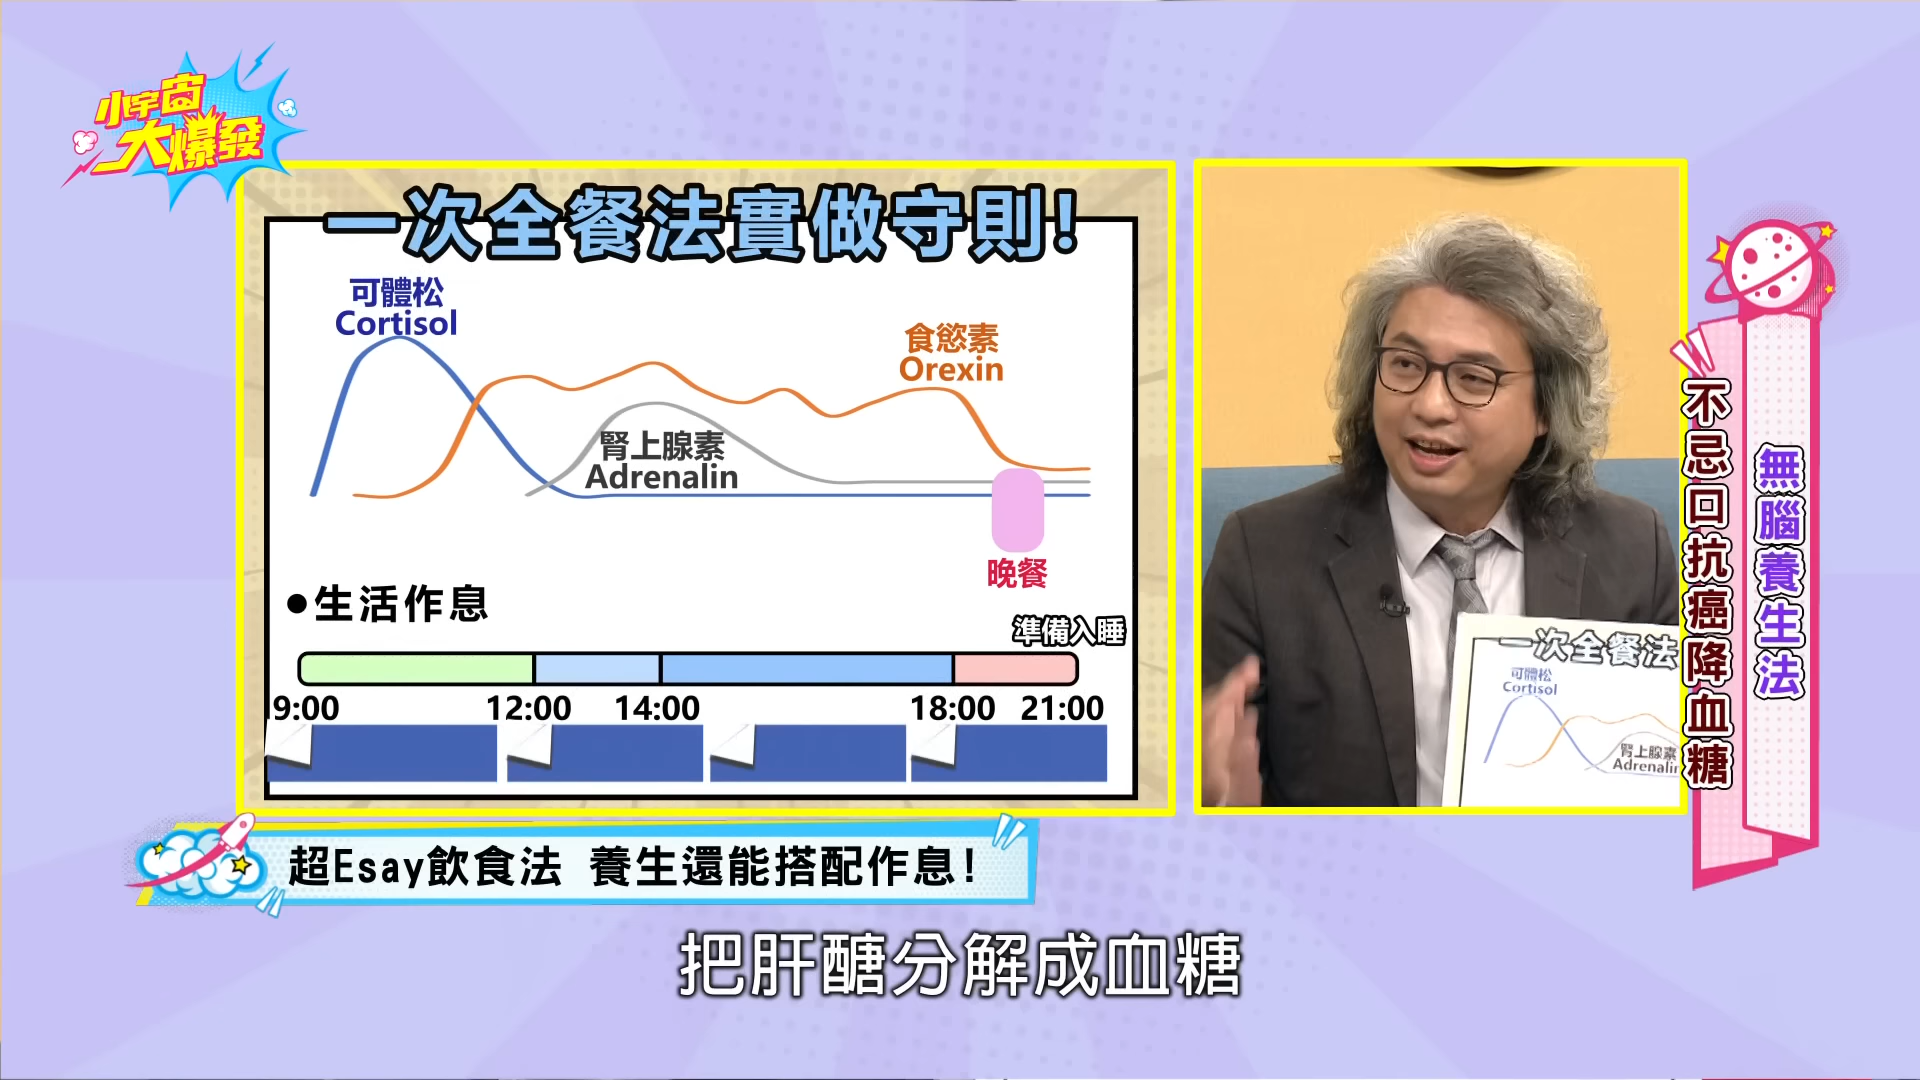 小宇宙
大爆發
一次全餐法實做守則!
可體松
Cortisol
食慾素
Orexin
腎上腺素
Adrenalin
晚餐
●生活作息
準備入睡
9:00
12:00
14:00
18:00
21:00
超Esay飲食法 養生還能搭配作息!
把肝醣分解成血糖
無腦養生法
不忌口抗癌降血糖
一次全餐法
可體松
Cortisol
腎上腺素
Adrenalin